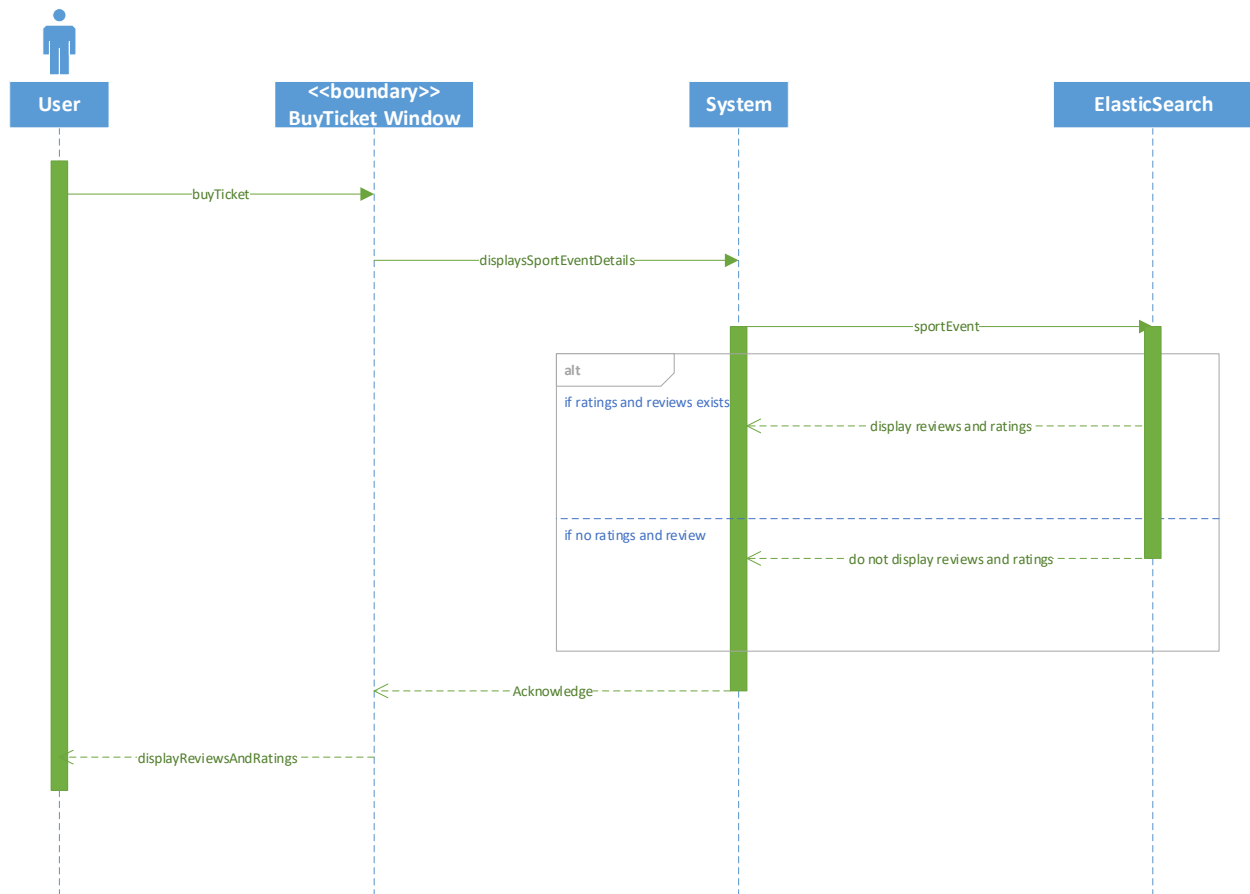 User
<<boundary>>
BuyTicket Window
System
ElasticSearch
buyTicket
displaysSportEventDetails
sportEvent
alt
if ratings and reviews exists
display reviews and ratings
if no ratings and review
do not display reviews and ratings
Acknowledge
displayReviewsAndRatings